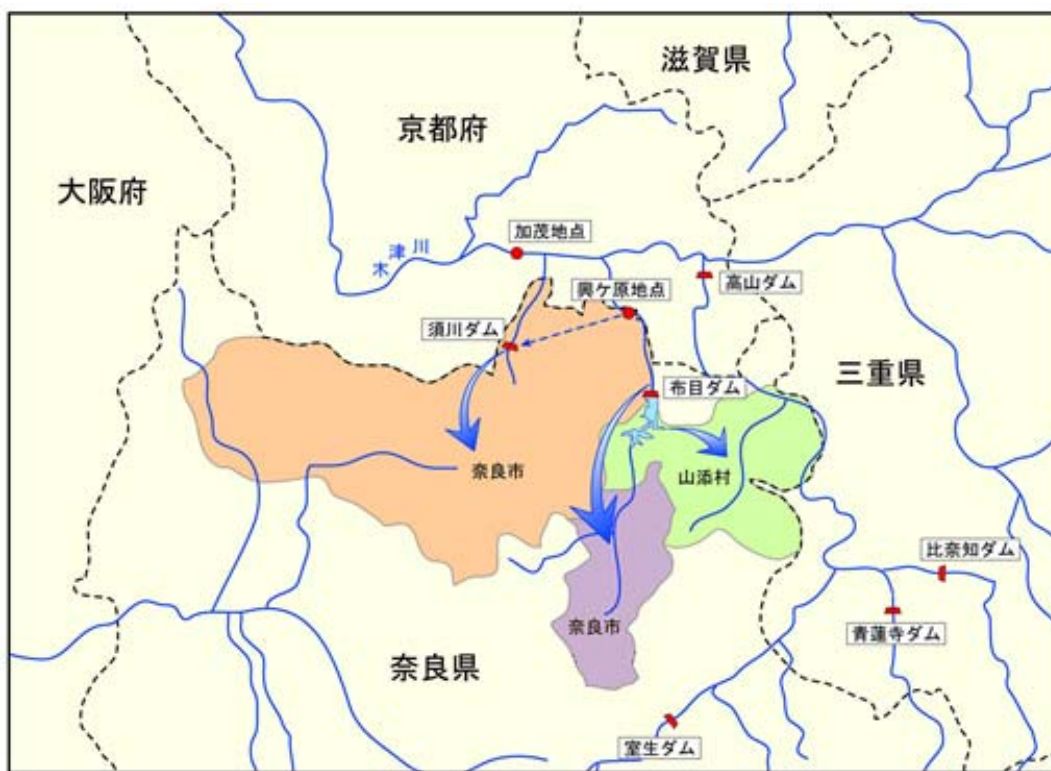 滋賀県
京都府
大阪府
加茂地点
木津川
高山ダム
興ケ原地点
須川ダム
三重県
布目ダム
奈良市
山添村
比奈知ダム
奈良市
青蓮寺ダム
奈良県
室生ダム